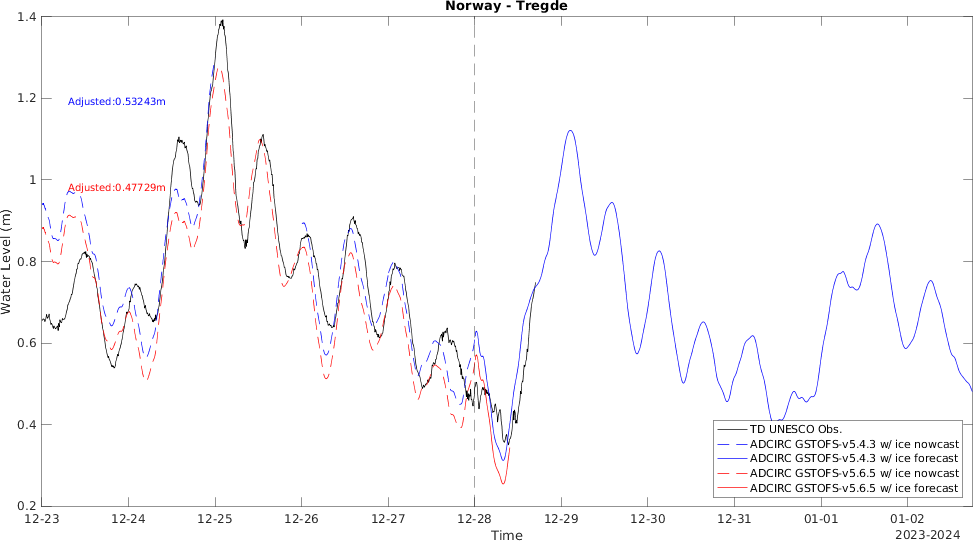 Norway - Tregde
1.4
1.2
1
0.8
0.6
0.4
0.2
Water Level (m)
Adjusted:0.53243m
Adjusted:0.47729m
TD UNESCO Obs.
ADCIRC GSTOFS-v5.4.3 w/ ice nowcast
ADCIRC GSTOFS-v5.4.3 w/ ice forecast
ADCIRC GSTOFS-v5.6.5 w/ ice nowcast
ADCIRC GSTOFS-v5.6.5 w/ ice forecast
12-23 12-24 12-25 12-26 12-27 12-28 12-29 12-30 12-31 01-01 01-02
Time
2023-2024